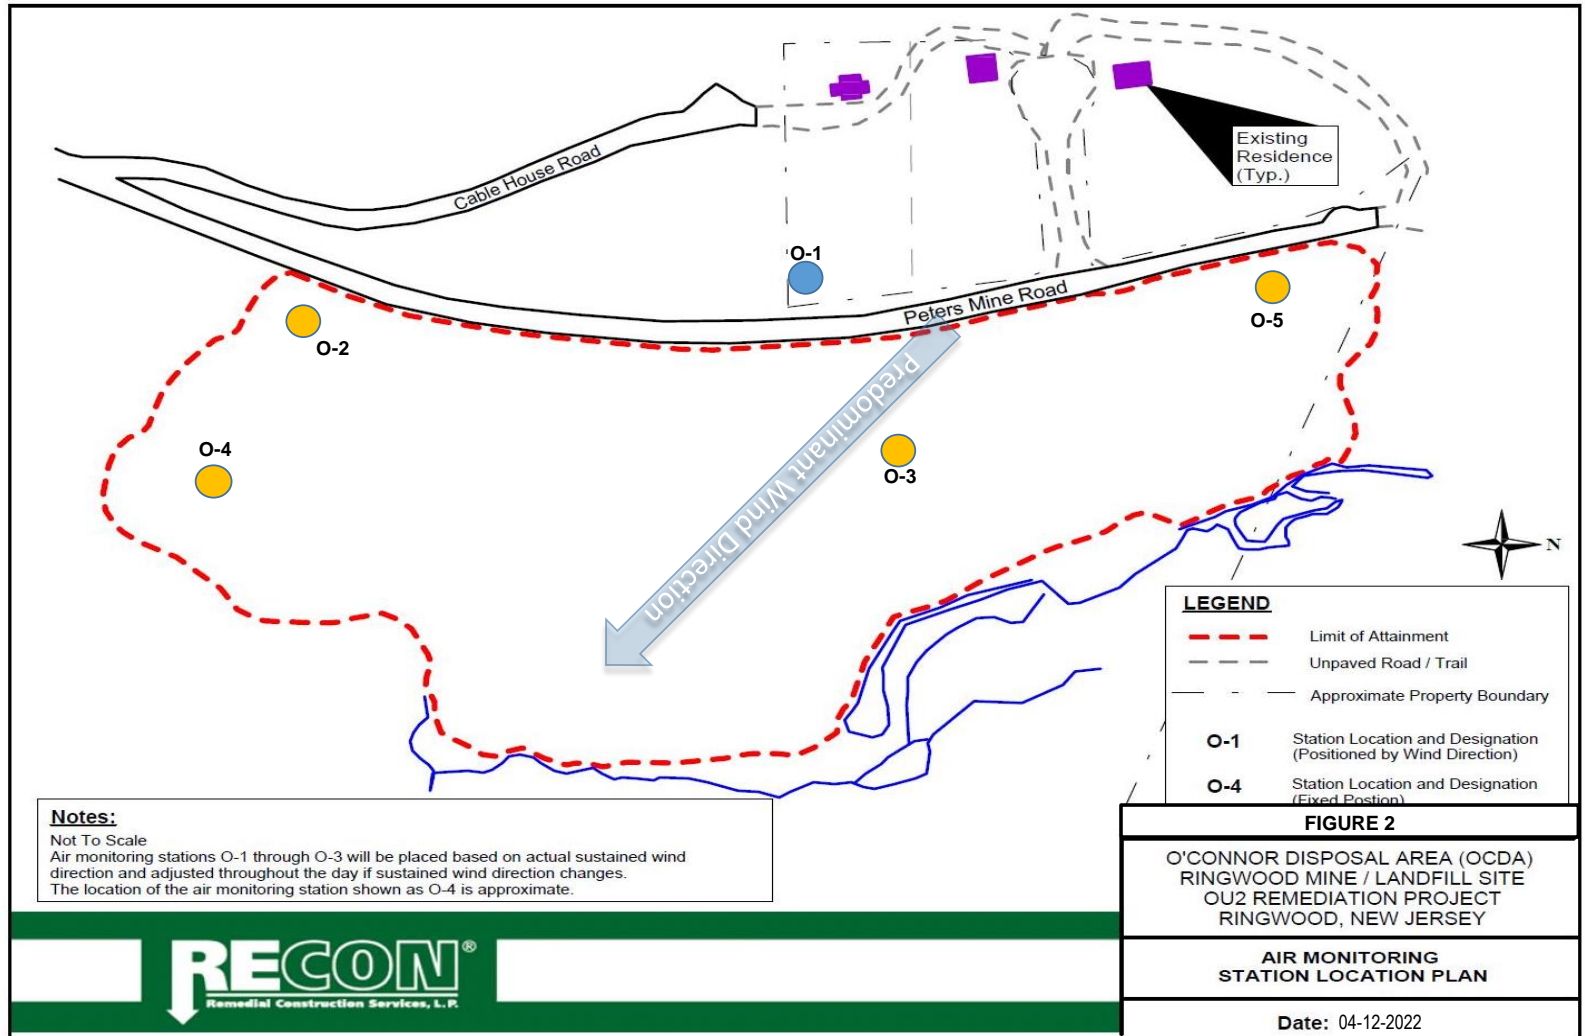 Existing
Residence
(Typ.)
Cable House Road
O-1
Peters Mine Road
O-5
O-2
Predominant Wind Direction
O-4
O-3
N
LEGEND
Limit of Attainment
Unpaved Road / Trail
Approximate Property Boundary
O-1 Station Location and Designation
(Positioned by Wind Direction)
O-4 Station Location and Designation
(Fixed Postion)
Notes:
Not To Scale
Air monitoring stations O-1 through O-3 will be placed based on actual sustained wind
direction and adjusted throughout the day if sustained wind direction changes.
The location of the air monitoring station shown as O-4 is approximate.
FIGURE 2
O'CONNOR DISPOSAL AREA (OCDA)
RINGWOOD MINE / LANDFILL SITE
OU2 REMEDIATION PROJECT
RINGWOOD, NEW JERSEY
AIR MONITORING
STATION LOCATION PLAN
Date: 04-12-2022
RECON®
Remedial Construction Services, L.P.